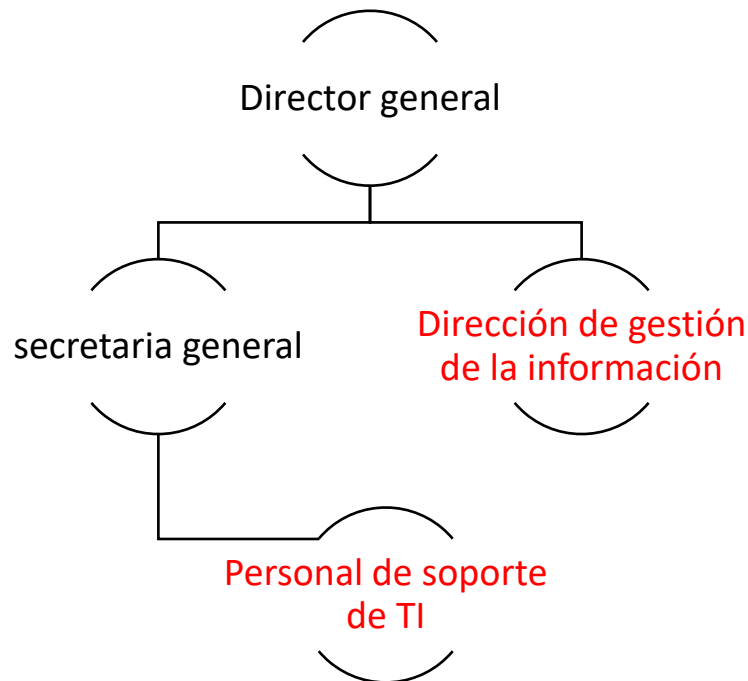 Director general
secretaria general
Dirección de gestión
de la información
Personal de soporte
de TI